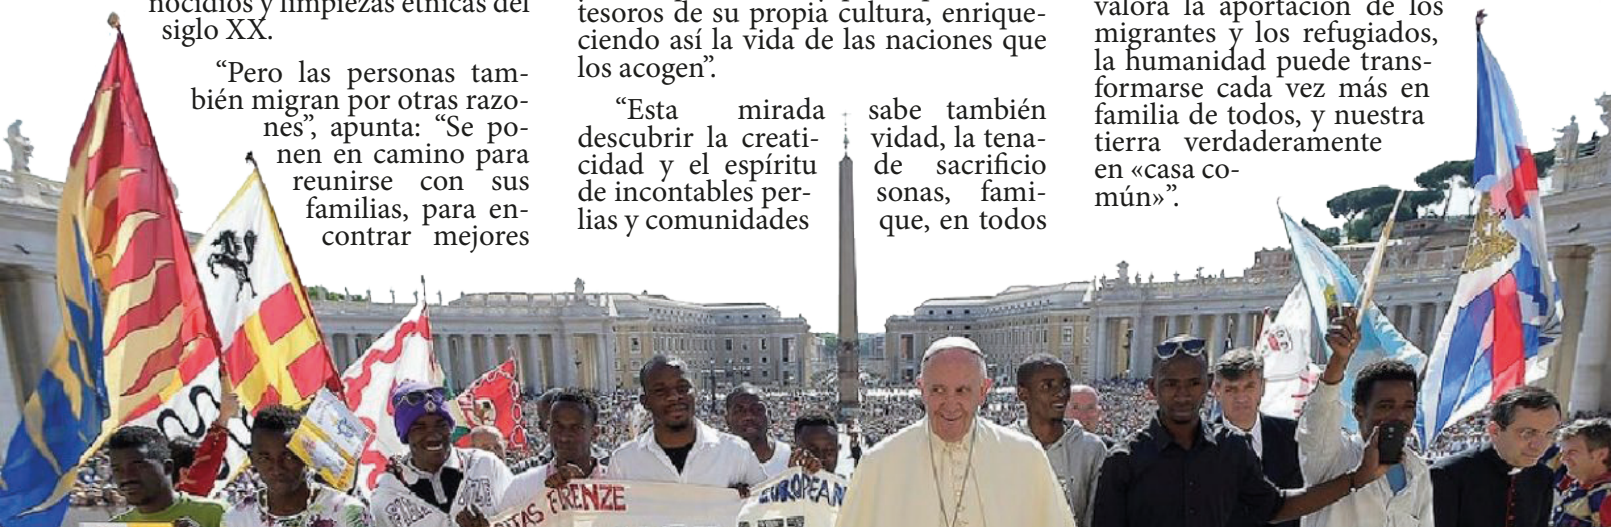 nocidios y limpiezas étnicas del
siglo XX.
“Pero las personas tam-
bién migran por otras razo-
nes”, apunta: “Se po-
nen en camino para
reunirse con sus
familias, para en-
contrar mejores
tesoros de su propia cultura, enrique-
ciendo así la vida de las naciones que
los acogen”.
“Esta mirada sabe también
descubrir la creati- vidad, la tena-
cidad y el espíritu de sacrificio
de incontables per- sonas, fami-
lias y comunidades que, en todos
valora la aportación de los
migrantes y los refugiados,
la humanidad puede trans-
formarse cada vez más en
familia de todos, y nuestra
tierra verdaderamente
en «casa co-
mún»”.
ITAS FIRENZE
EUROPEAN